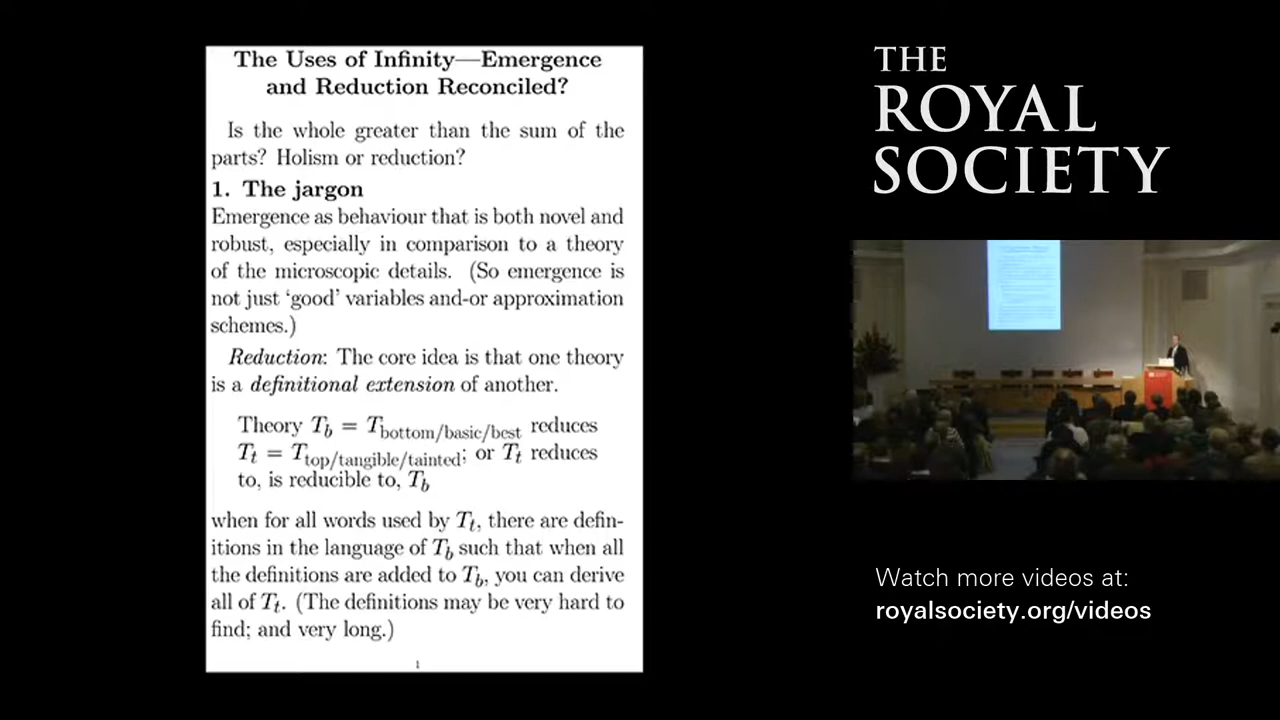 The Uses of Infinity—Emergence
and Reduction Reconciled?
Is the whole greater than the sum of the
parts? Holism or reduction?
1. The jargon
Emergence as behaviour that is both novel and
robust, especially in comparison to a theory
of the microscopic details. (So emergence is
not just ‘good’ variables and-or approximation
schemes.)
Reduction: The core idea is that one theory
is a definitional extension of another.
Theory T_b = T_bottom/basic/best reduces
T_t = T_top/tangible/tainted; or T_t reduces
to, is reducible to, T_b
when for all words used by T_t, there are defin-
itions in the language of T_b such that when all
the definitions are added to T_b, you can derive
all of T_t. (The definitions may be very hard to
find; and very long.)
1
THE
ROYAL
SOCIETY
Watch more videos at:
royalsociety.org/videos